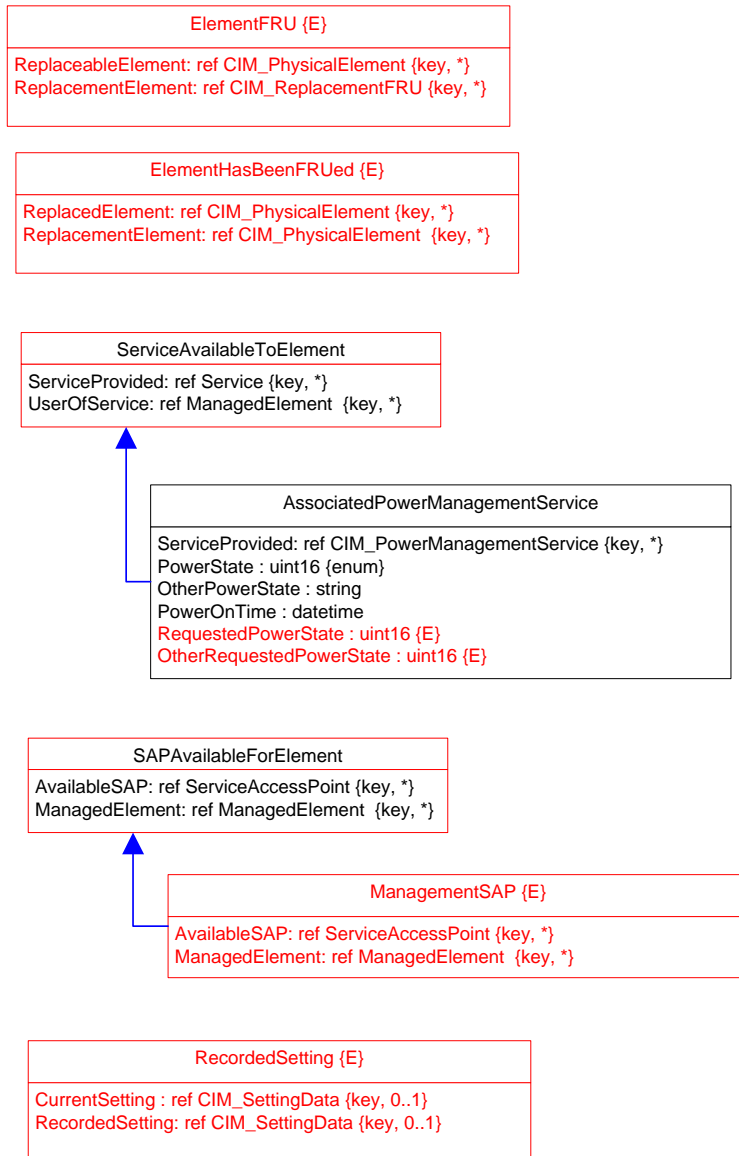 ElementFRU {E}
ReplaceableElement: ref CIM_PhysicalElement {key, *}
ReplacementElement: ref CIM_ReplacementFRU {key, *}
ElementHasBeenFRUed {E}
ReplacedElement: ref CIM_PhysicalElement {key, *}
ReplacementElement: ref CIM_PhysicalElement  {key, *}
ServiceAvailableToElement
ServiceProvided: ref Service {key, *}
UserOfService: ref ManagedElement  {key, *}
AssociatedPowerManagementService
ServiceProvided: ref CIM_PowerManagementService {key, *}
PowerState : uint16 {enum}
OtherPowerState : string
PowerOnTime : datetime
RequestedPowerState : uint16 {E}
OtherRequestedPowerState : uint16 {E}
SAPAvailableForElement
AvailableSAP: ref ServiceAccessPoint {key, *}
ManagedElement: ref ManagedElement  {key, *}
ManagementSAP {E}
AvailableSAP: ref ServiceAccessPoint {key, *}
ManagedElement: ref ManagedElement  {key, *}
RecordedSetting {E}
CurrentSetting : ref CIM_SettingData {key, 0..1}
RecordedSetting: ref CIM_SettingData {key, 0..1}